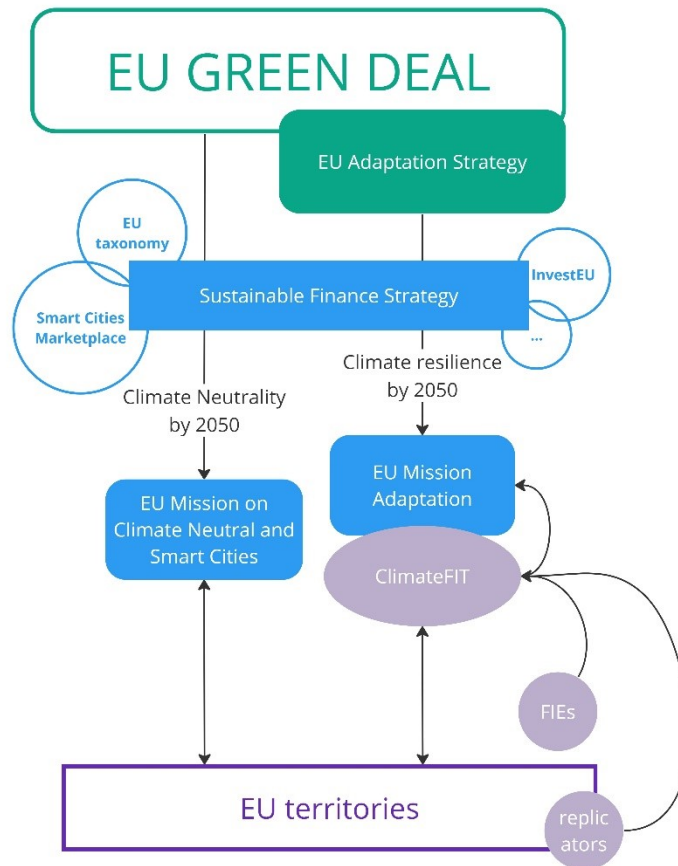 EU GREEN DEAL
EU Adaptation Strategy
EU
taxonomy
InvestEU
Sustainable Finance Strategy
Smart Cities
Marketplace
...
Climate Neutrality
by 2050
Climate resilience
by 2050
EU Mission
Adaptation
EU Mission on
Climate Neutral and
Smart Cities
ClimateFIT
FIEs
EU territories
replic
ators